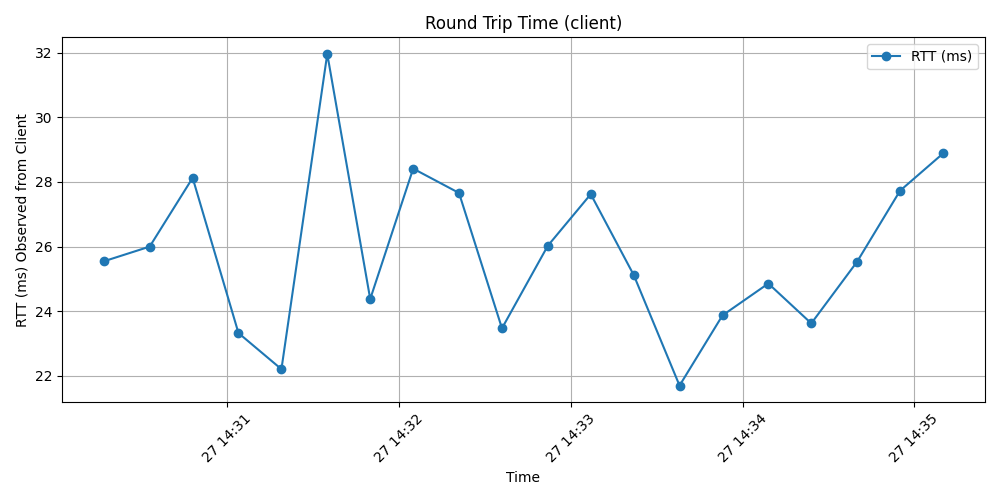 Round Trip Time (client)
RTT (ms)
RTT (ms) Observed from Client
32
30
28
26
24
22
27 14:31
27 14:32
27 14:33
27 14:34
27 14:35
Time